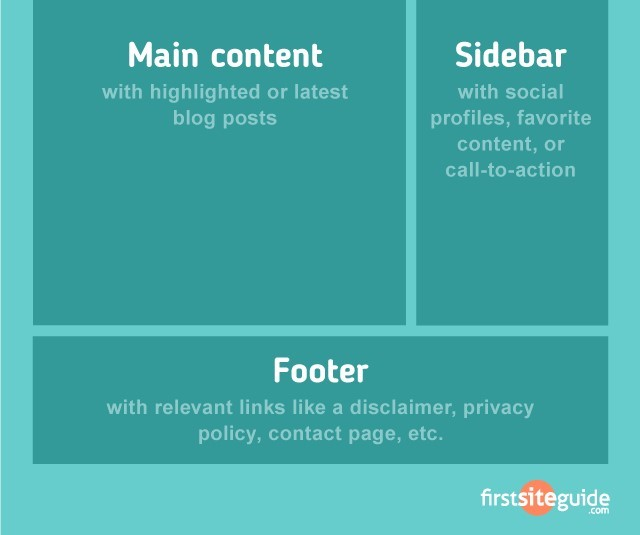 Main content
with highlighted or latest
blog posts
Sidebar
with social
profiles, favorite
content, or
call-to-action
Footer
with relevant links like a disclaimer, privacy
policy, contact page, etc.
firstsiteguide
.com